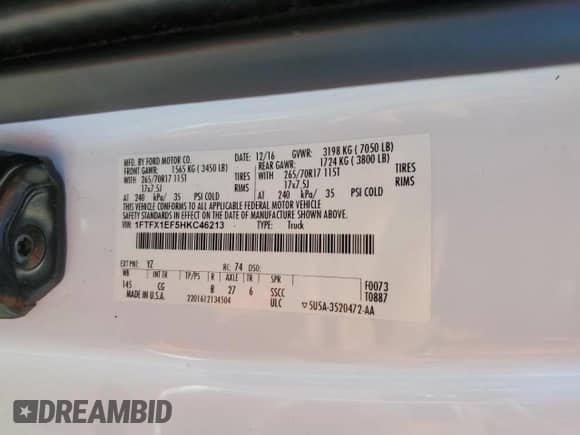 MFD. BY FORD MOTOR CO.
DATE: 12/16 GVWR: 3198 KG ( 7050 LB)
FRONT GAWR: 1565 KG ( 3450 LB) REAR GAWR: 1724 KG ( 3800 LB)
WITH 265/70R17 115T TIRES WITH 265/70R17 115T TIRES
17x7.5J RIMS 17x7.5J RIMS
AT 240 kPa/ 35 PSI COLD AT 240 kPa/ 35 PSI COLD
THIS VEHICLE CONFORMS TO ALL APPLICABLE FEDERAL MOTOR VEHICLE
SAFETY STANDARDS IN EFFECT ON THE DATE OF MANUFACTURE SHOWN ABOVE.
VIN: 1FTFX1EF5HKC46213 TYPE: Truck
EXT PNT: YZ RC: 74 DSO: F0073
WB INT TR TP/PS R AXLE TR SPR T0887
145 CG B 27 6 SSCC
MADE IN U.S.A. 2201612134504 ULC ▽5U5A-3520472-AA
DREAMBID